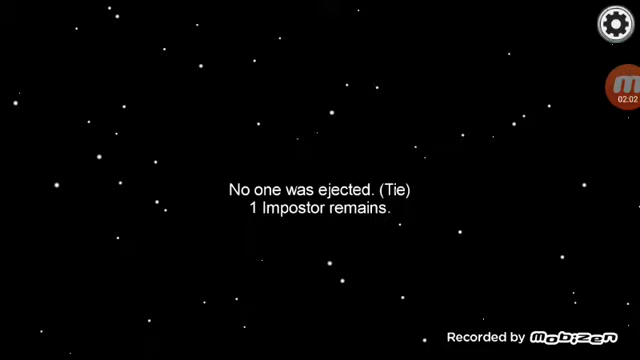 02:02
No one was ejected. (Tie)
1 Impostor remains.
Recorded by mobizen